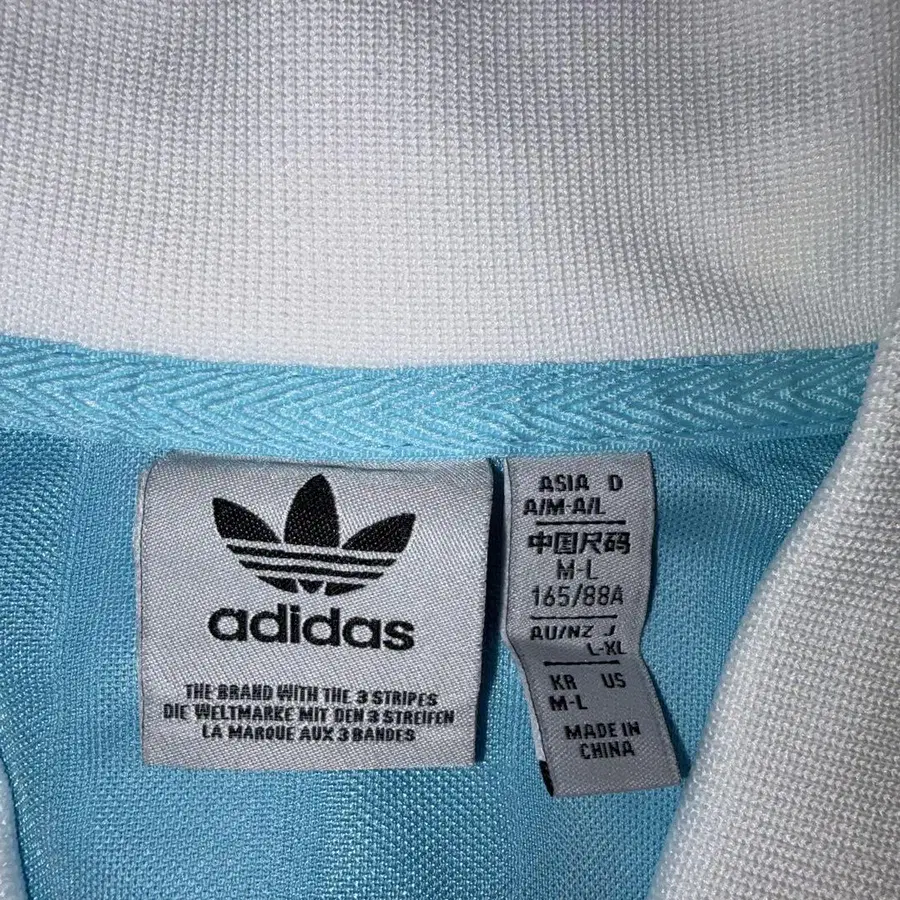 adidas
THE BRAND WITH THE 3 STRIPES
DIE WELTMARKE MIT DEN 3 STREIFEN
LA MARQUE AUX 3 BANDES
ASIA D
A/M-A/L
中国尺码
M-L
165/88A
AU/NZ J
L-XL
KR US
M-L
MADE IN
CHINA